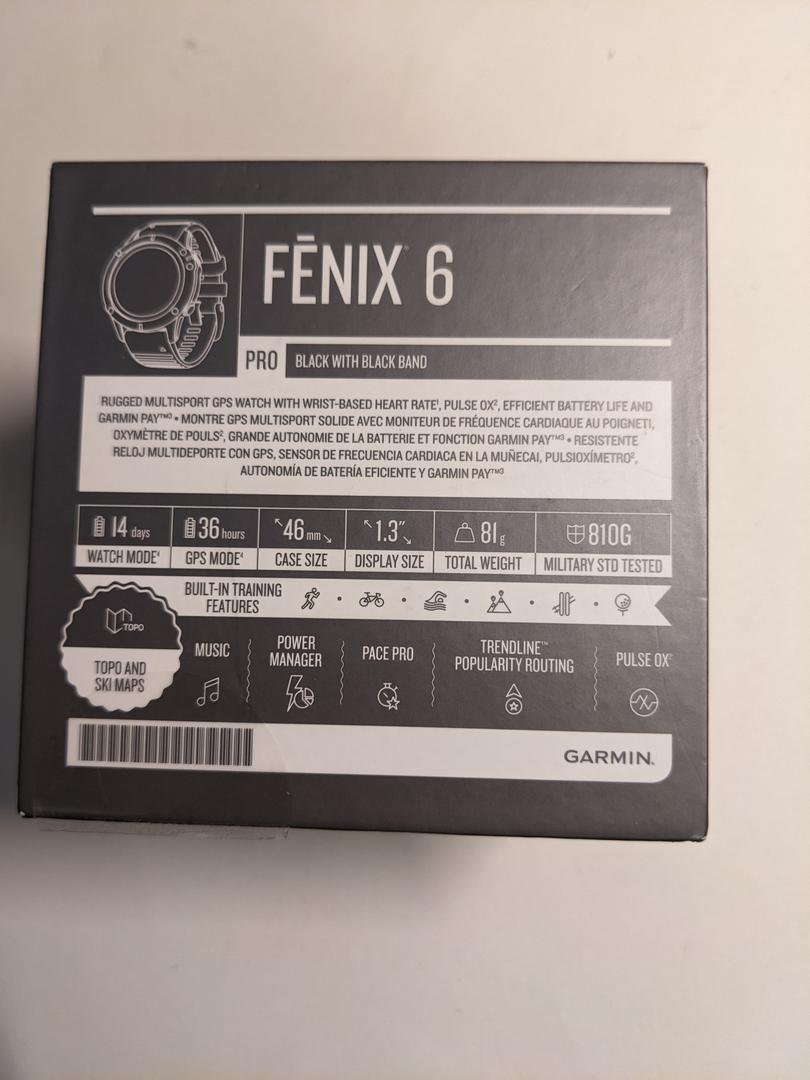 FĒNIX® 6
PRO BLACK WITH BLACK BAND
RUGGED MULTISPORT GPS WATCH WITH WRIST-BASED HEART RATE¹, PULSE OX², EFFICIENT BATTERY LIFE AND
GARMIN PAY™³ • MONTRE GPS MULTISPORT SOLIDE AVEC MONITEUR DE FRÉQUENCE CARDIAQUE AU POIGNET¹,
OXYMÈTRE DE POULS², GRANDE AUTONOMIE DE LA BATTERIE ET FONCTION GARMIN PAY™³ • RESISTENTE
RELOJ MULTIDEPORTE CON GPS, SENSOR DE FRECUENCIA CARDIACA EN LA MUÑECA¹, PULSIOXÍMETRO²,
AUTONOMÍA DE BATERÍA EFICIENTE Y GARMIN PAY™³
14 days 36 hours 46 mm 1.3″ 81 g 810G
WATCH MODE⁴ GPS MODE⁴ CASE SIZE DISPLAY SIZE TOTAL WEIGHT MILITARY STD TESTED
BUILT-IN TRAINING
FEATURES
TOPO
TOPO AND
SKI MAPS
MUSIC
POWER
MANAGER
PACE PRO
TRENDLINE™
POPULARITY ROUTING
PULSE OX²
GARMIN.